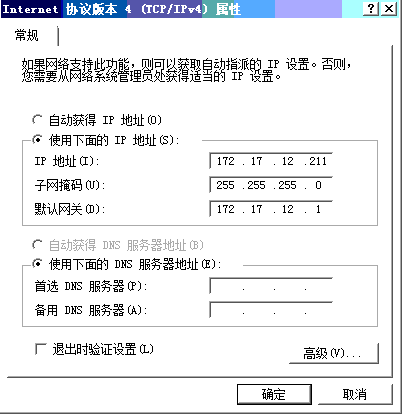 Internet 协议版本 4 (TCP/IPv4) 属性
常规
如果网络支持此功能，则可以获取自动指派的 IP 设置。否则，
您需要从网络系统管理员处获得适当的 IP 设置。
自动获得 IP 地址(O)
使用下面的 IP 地址(S):
IP 地址(I): 172 . 17 . 12 .211
子网掩码(U): 255 .255 .255 . 0
默认网关(D): 172 . 17 . 12 . 1
自动获得 DNS 服务器地址(B)
使用下面的 DNS 服务器地址(E):
首选 DNS 服务器(P): . . .
备用 DNS 服务器(A): . . .
退出时验证设置(L)
高级(V)...
确定 取消